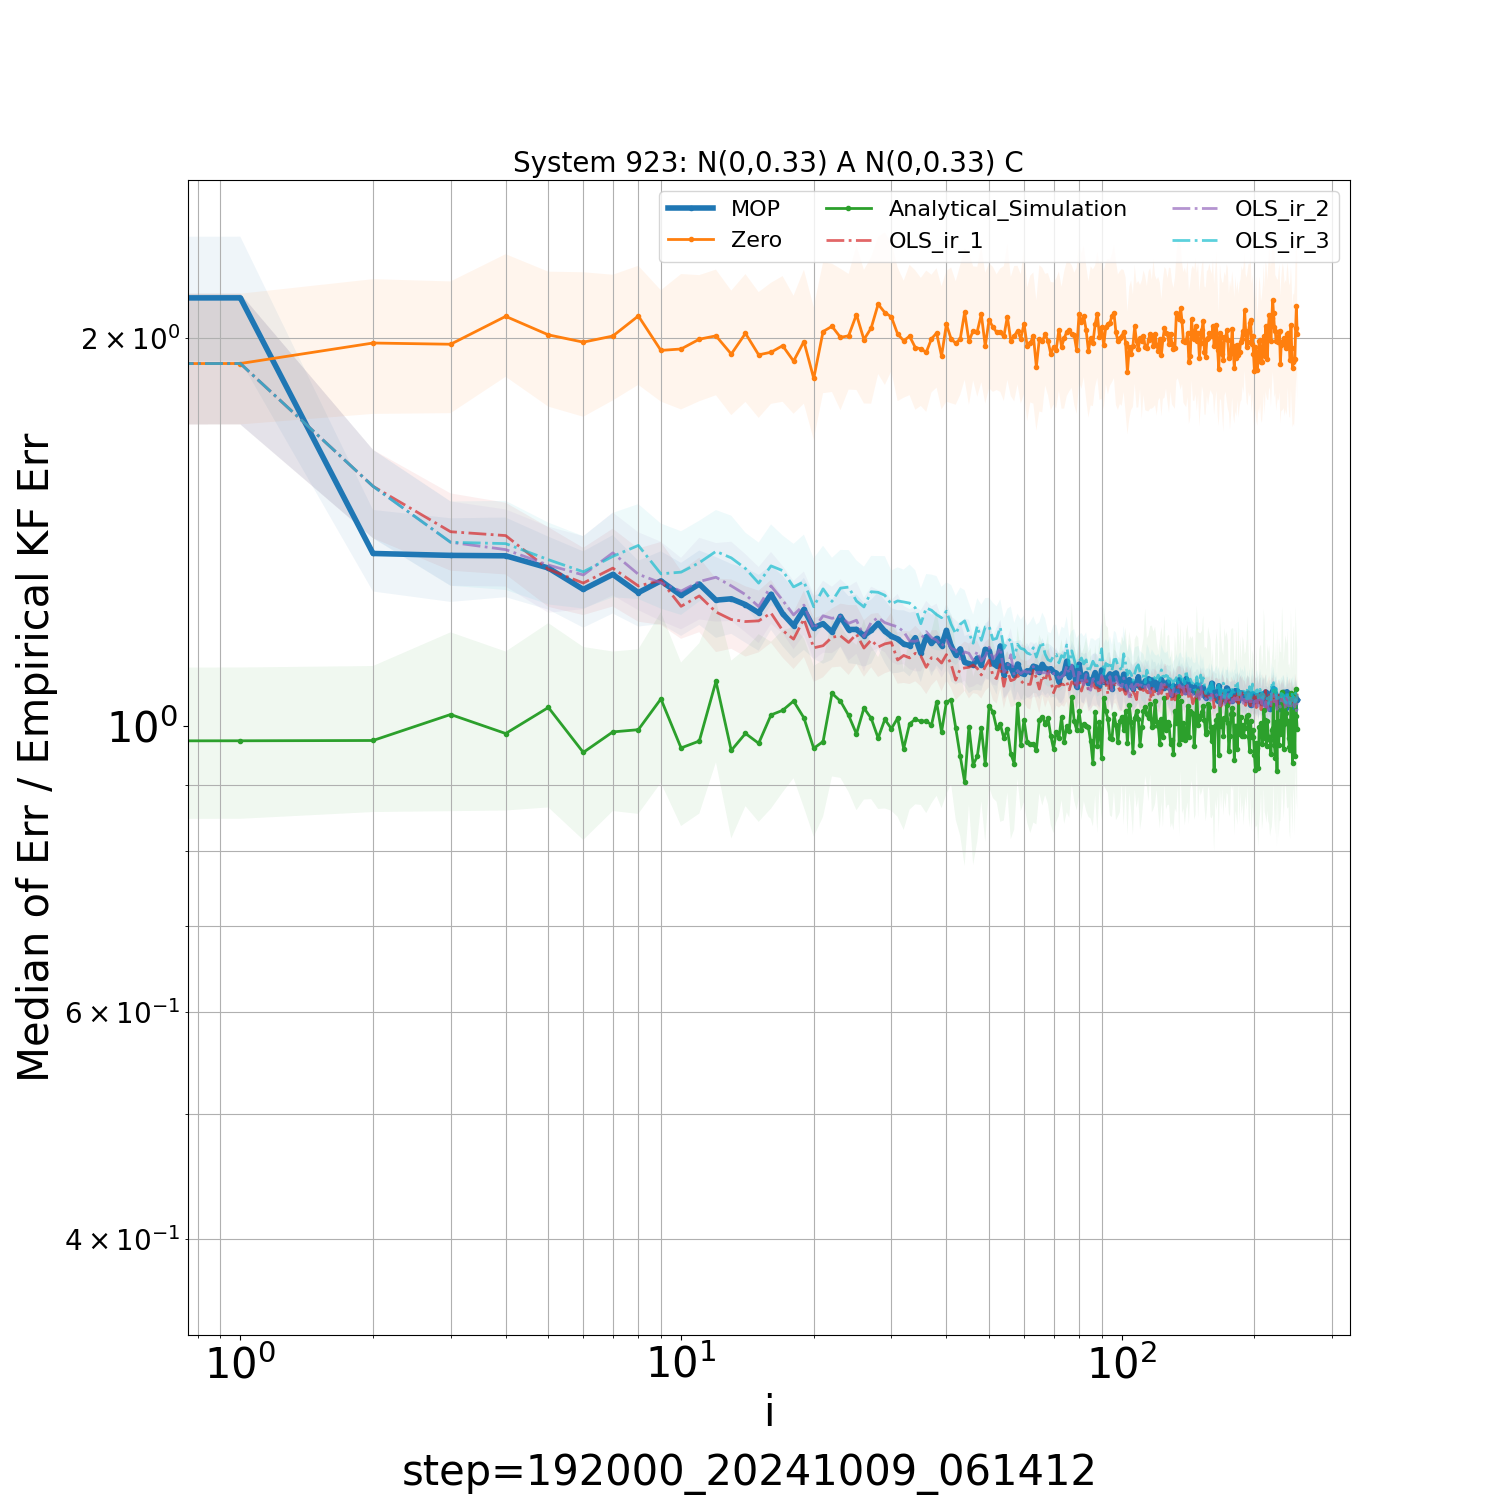 System 923: N(0,0.33) A N(0,0.33) C
MOP
Zero
Analytical_Simulation
OLS_ir_1
OLS_ir_2
OLS_ir_3
Median of Err / Empirical KF Err
2 × 10⁰
10⁰
6 × 10⁻¹
4 × 10⁻¹
10⁰ 10¹ 10²
i
step=192000_20241009_061412